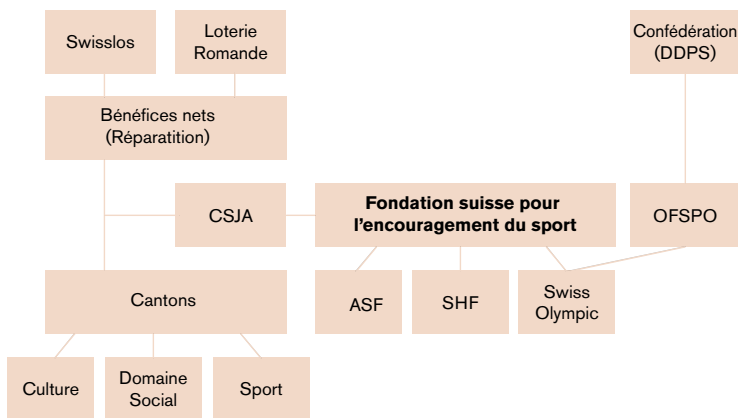 Swisslos
Loterie
Romande
Confédération
(DDPS)
Bénéfices nets
(Réparatition)
CSJA
Fondation suisse pour
l'encouragement du sport
OFSPO
Cantons
ASF
SHF
Swiss
Olympic
Culture
Domaine
Social
Sport